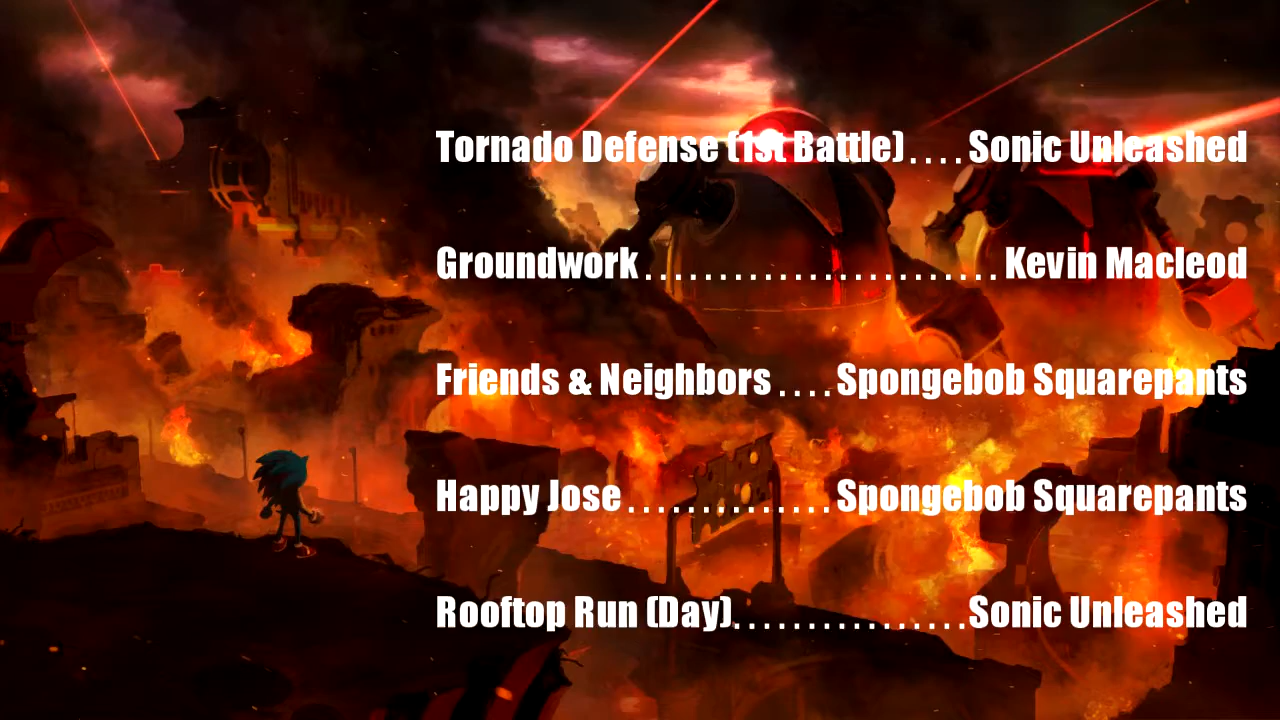 Tornado Defense (1st Battle) .... Sonic Unleashed
Groundwork ........................ Kevin Macleod
Friends & Neighbors .... Spongebob Squarepants
Happy Jose .............. Spongebob Squarepants
Rooftop Run (Day)................ Sonic Unleashed